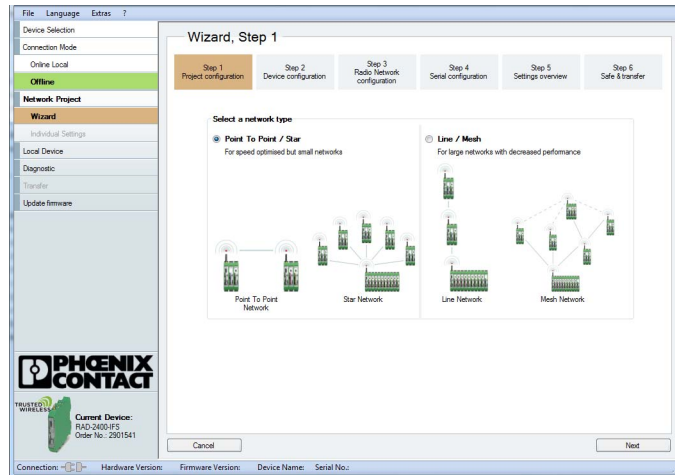 File Language Extras ?
Device Selection
Connection Mode
Online Local
Offline
Network Project
Wizard
Individual Settings
Local Device
Diagnostic
Transfer
Update firmware
Wizard, Step 1
Step 1
Project configuration
Step 2
Device configuration
Step 3
Radio Network
configuration
Step 4
Serial configuration
Step 5
Settings overview
Step 6
Safe & transfer
Select a network type
Point To Point / Star
For speed optimised but small networks
Line / Mesh
For large networks with decreased performance
Point To Point
Network
Star Network
Line Network
Mesh Network
PHŒNIX
CONTACT
TRUSTED
WIRELESS
Current Device:
RAD-2400-IFS
Order No.: 2901541
Cancel
Next
Connection: Hardware Version: Firmware Version: Device Name: Serial No.: